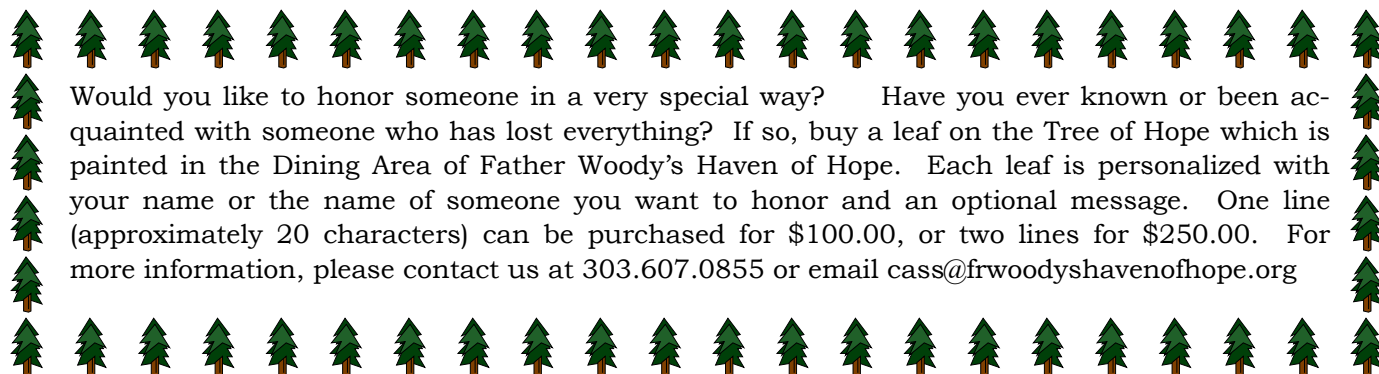 Would you like to honor someone in a very special way? Have you ever known or been ac-
quainted with someone who has lost everything? If so, buy a leaf on the Tree of Hope which is
painted in the Dining Area of Father Woody's Haven of Hope. Each leaf is personalized with
your name or the name of someone you want to honor and an optional message. One line
(approximately 20 characters) can be purchased for $100.00, or two lines for $250.00. For
more information, please contact us at 303.607.0855 or email cass@frwoodyshavenofhope.org